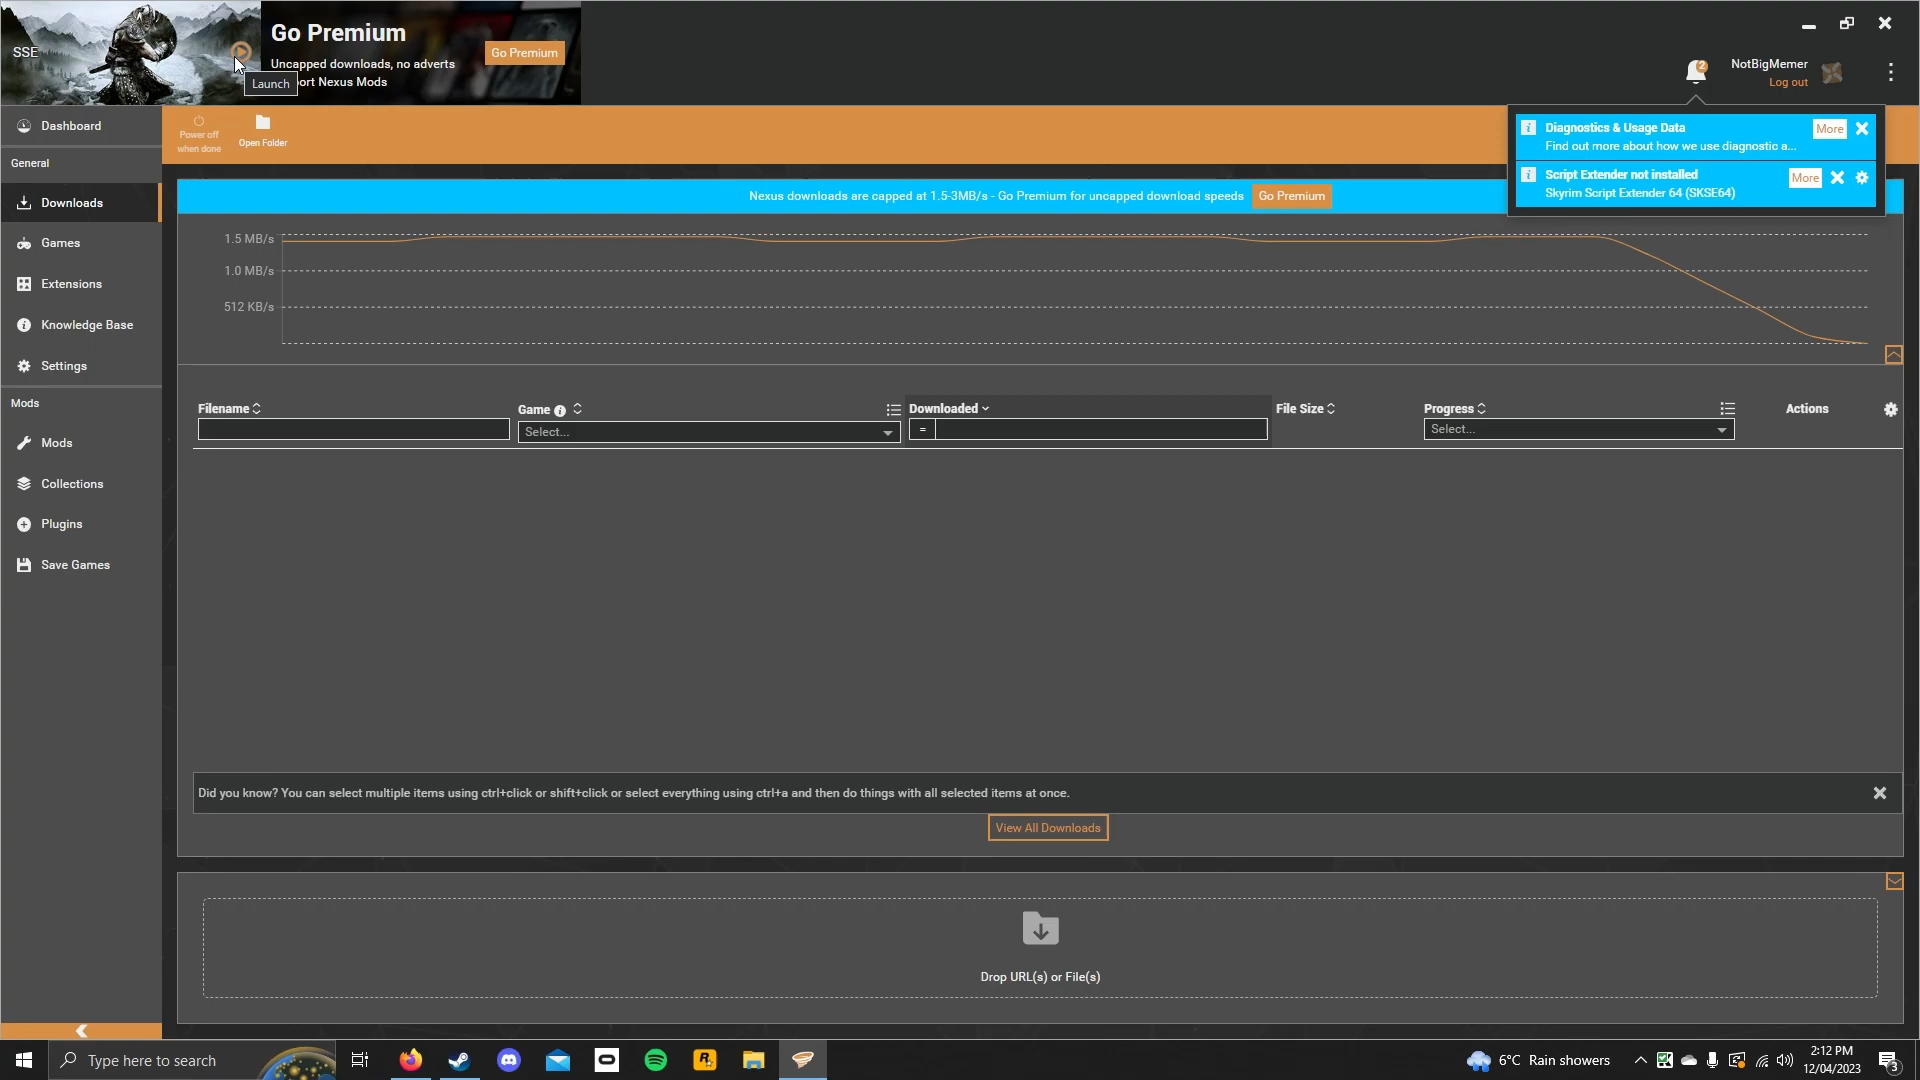 SSE
Go Premium
Uncapped downloads, no adverts
ort Nexus Mods
Go Premium
Launch
2
NotBigMemer
Log out
Dashboard
General
Downloads
Games
Extensions
Knowledge Base
Settings
Mods
Mods
Collections
Plugins
Save Games
Power off
when done
Open Folder
Diagnostics & Usage Data
Find out more about how we use diagnostic a...
More
Script Extender not installed
Skyrim Script Extender 64 (SKSE64)
More
Nexus downloads are capped at 1.5-3MB/s - Go Premium for uncapped download speeds
Go Premium
1.5 MB/s
1.0 MB/s
512 KB/s
Filename
Game
Select...
Downloaded
=
File Size
Progress
Select...
Actions
Did you know? You can select multiple items using ctrl+click or shift+click or select everything using ctrl+a and then do things with all selected items at once.
View All Downloads
Drop URL(s) or File(s)
Type here to search
6°C Rain showers
2:12 PM
12/04/2023
3